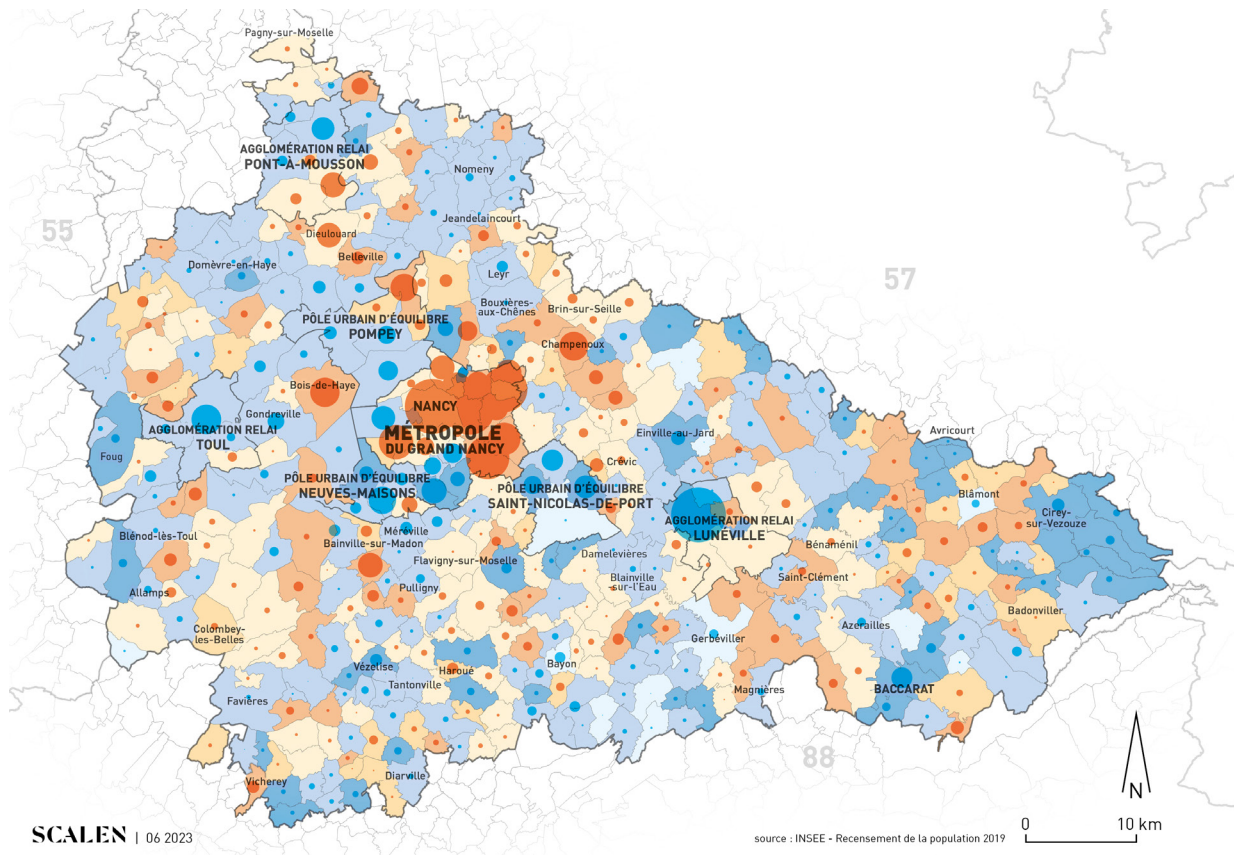 Pagny-sur-Moselle
AGGLOMÉRATION RELAI
PONT-À-MOUSSON
Nomeny
55
Jeandelaincourt
Dieulouard
Belleville
Domèvre-en-Haye
Leyr
57
Bouxières-
aux-Chênes
Brin-sur-Seille
PÔLE URBAIN D'ÉQUILIBRE
POMPEY
Champenoux
Bois-de-Haye
NANCY
Gondreville
AGGLOMÉRATION RELAI
TOUL
MÉTROPOLE
DU GRAND NANCY
Einville-au-Jard
Avricourt
Foug
Crévic
PÔLE URBAIN D'ÉQUILIBRE
NEUVES-MAISONS
PÔLE URBAIN D'ÉQUILIBRE
SAINT-NICOLAS-DE-PORT
Blâmont
Cirey-
sur-Vezouze
AGGLOMÉRATION RELAI
LUNÉVILLE
Blénod-lès-Toul
Méréville
Bainville-sur-Madon
Bénaménil
Flavigny-sur-Moselle
Damelevières
Blainville
-sur-l'Eau
Saint-Clément
Pulligny
Allamps
Badonviller
Colombey-
les-Belles
Gerbéviller
Azerailles
Vézelise
Haroué
Bayon
Tantonville
Magnières
BACCARAT
Favières
88
Vicherey
Diarville
N
SCALEN | 06 2023
source : INSEE - Recensement de la population 2019
0
10 km